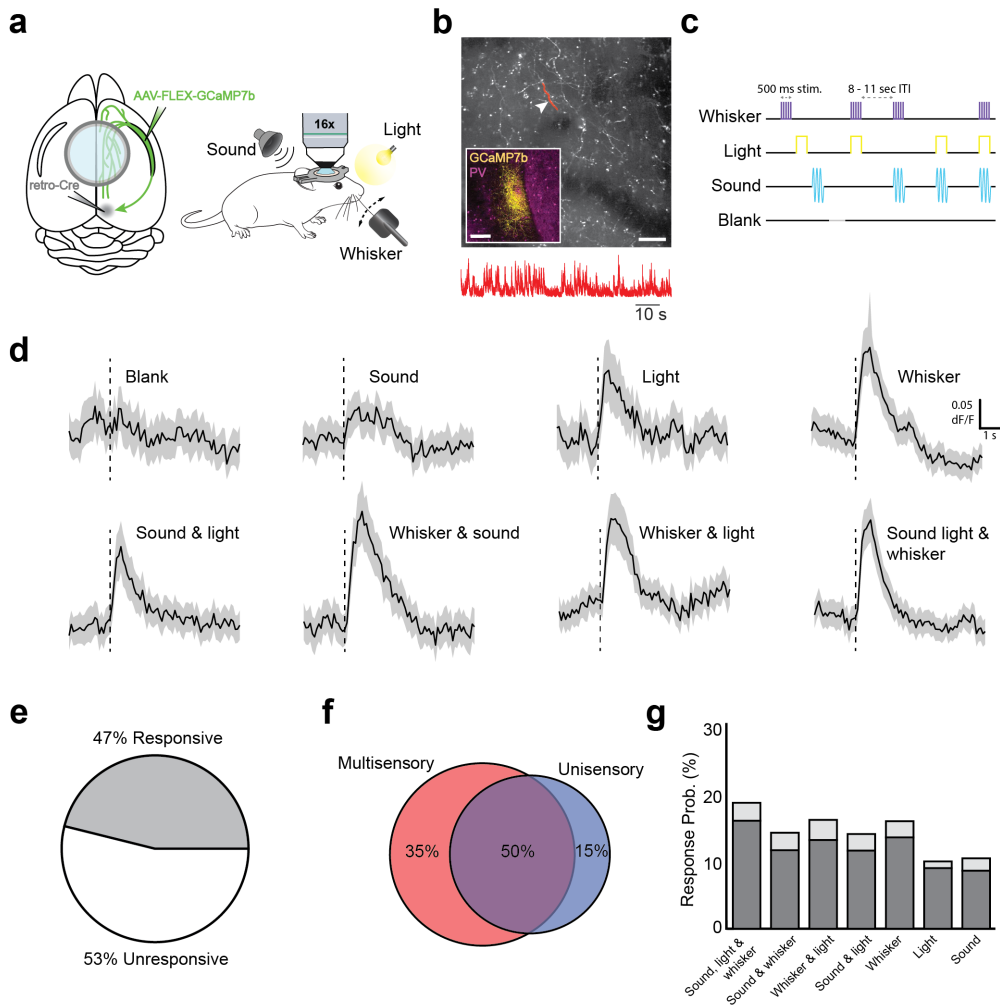 a
AAV-FLEX-GCaMP7b
retro-Cre
Sound
16x
Light
Whisker
b
GCaMP7b
PV
10 s
c
500 ms stim.
8 - 11 sec ITI
Whisker
Light
Sound
Blank
d
Blank
Sound
Light
Whisker
0.05
dF/F
1 s
Sound & light
Whisker & sound
Whisker & light
Sound light &
whisker
e
47% Responsive
53% Unresponsive
f
Multisensory
Unisensory
35%
50%
15%
g
Response Prob. (%)
30
20
10
0
Sound, light &
whisker
Sound & whisker
Whisker & light
Sound & light
Whisker
Light
Sound